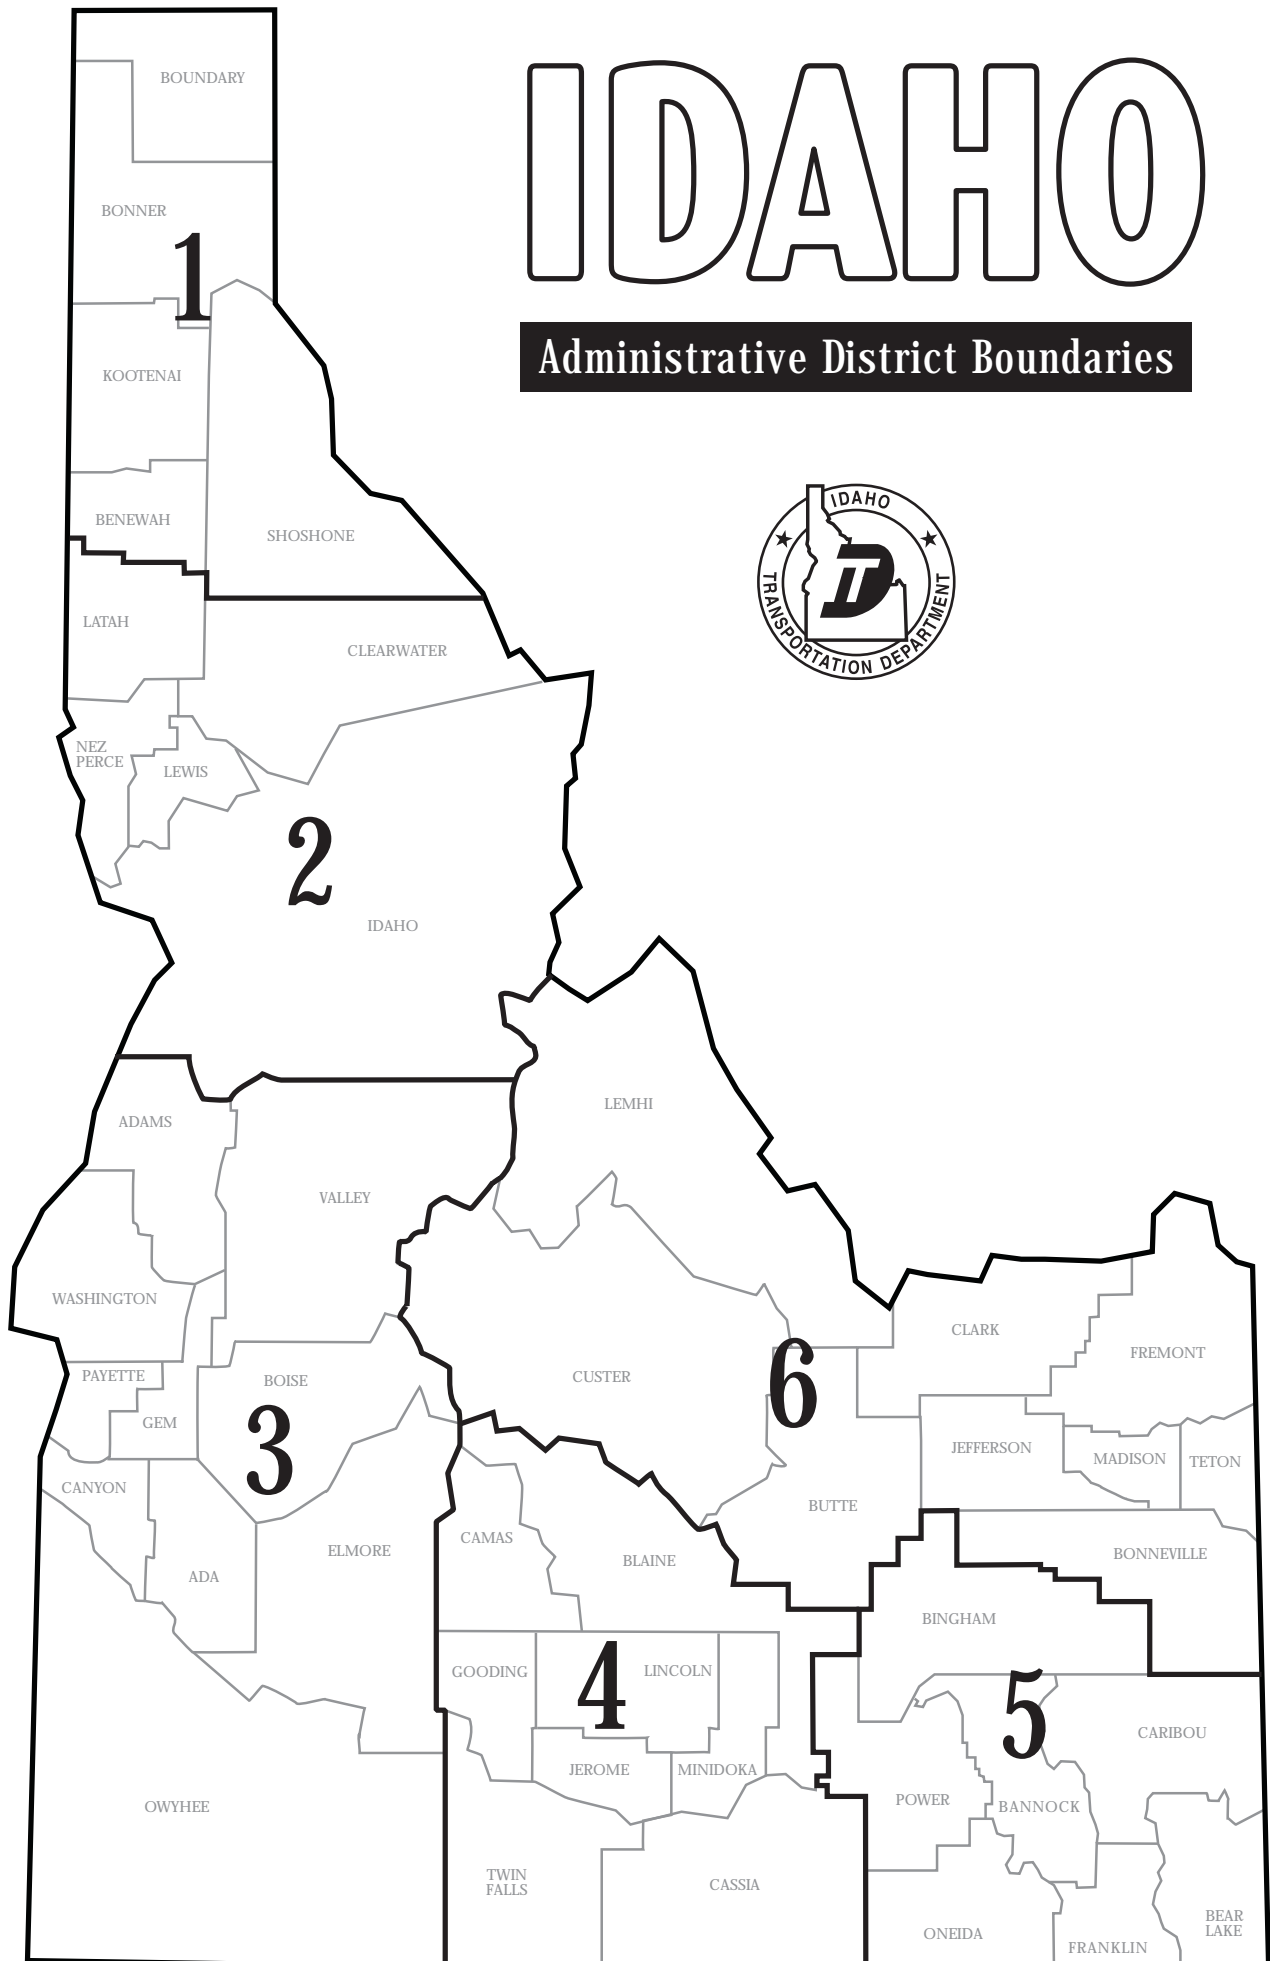 IDAHO
Administrative District Boundaries
IDAHO
TRANSPORTATION DEPARTMENT
IT
BOUNDARY
BONNER
1
KOOTENAI
BENEWAH
SHOSHONE
LATAH
CLEARWATER
NEZ
PERCE
LEWIS
2
IDAHO
ADAMS
LEMHI
VALLEY
WASHINGTON
CLARK
FREMONT
PAYETTE
BOISE
CUSTER
6
GEM
3
JEFFERSON
MADISON
TETON
CANYON
BUTTE
CAMAS
ELMORE
BLAINE
BONNEVILLE
ADA
BINGHAM
GOODING
4
LINCOLN
5
CARIBOU
JEROME
MINIDOKA
POWER
BANNOCK
OWYHEE
TWIN
FALLS
CASSIA
ONEIDA
FRANKLIN
BEAR
LAKE